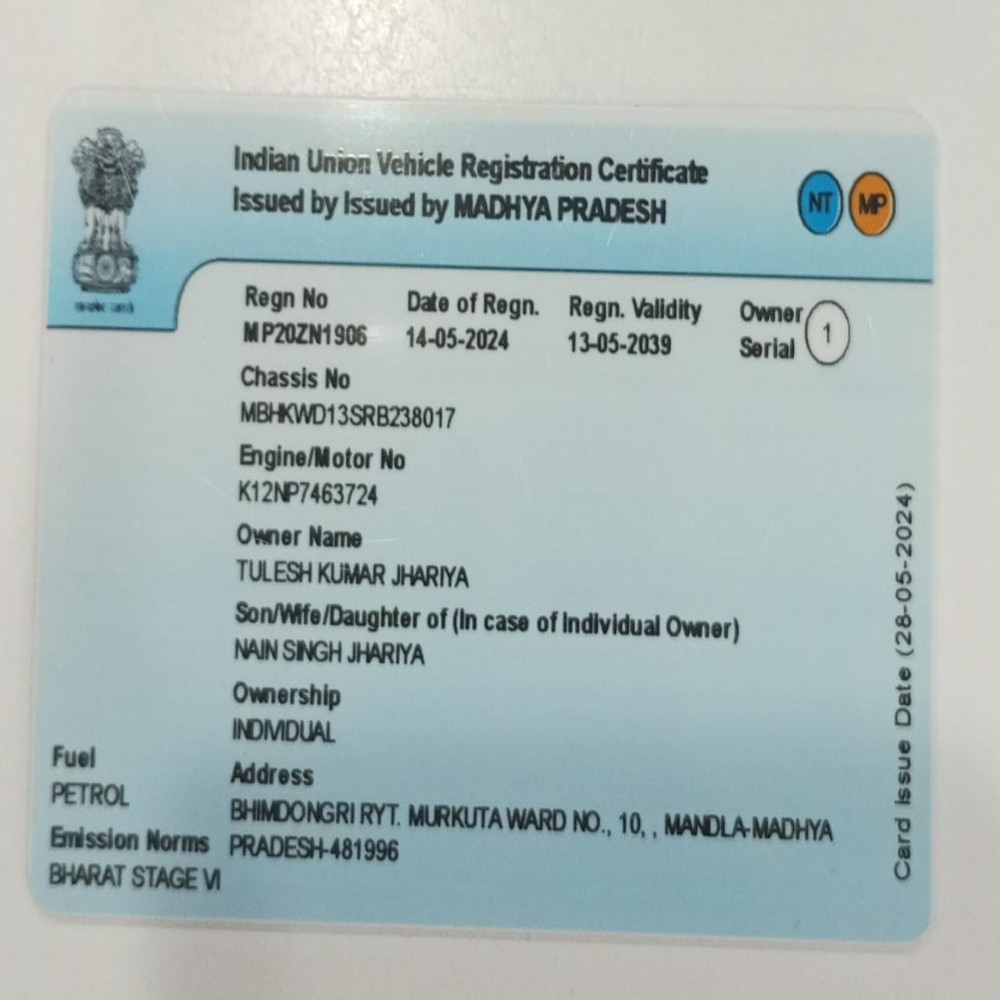 Indian Union Vehicle Registration Certificate
Issued by Issued by MADHYA PRADESH
NT MP
Regn No Date of Regn. Regn. Validity Owner Serial 1
MP20ZN1906 14-05-2024 13-05-2039
Chassis No
MBHKWD13SRB238017
Engine/Motor No
K12NP7463724
Owner Name
TULESH KUMAR JHARIYA
Son/Wife/Daughter of (In case of Individual Owner)
NAIN SINGH JHARIYA
Ownership
INDIVIDUAL
Fuel
PETROL
Emission Norms
BHARAT STAGE VI
Address
BHIMDONGRI RYT. MURKUTA WARD NO., 10, , MANDLA-MADHYA
PRADESH-481996
Card Issue Date (28-05-2024)